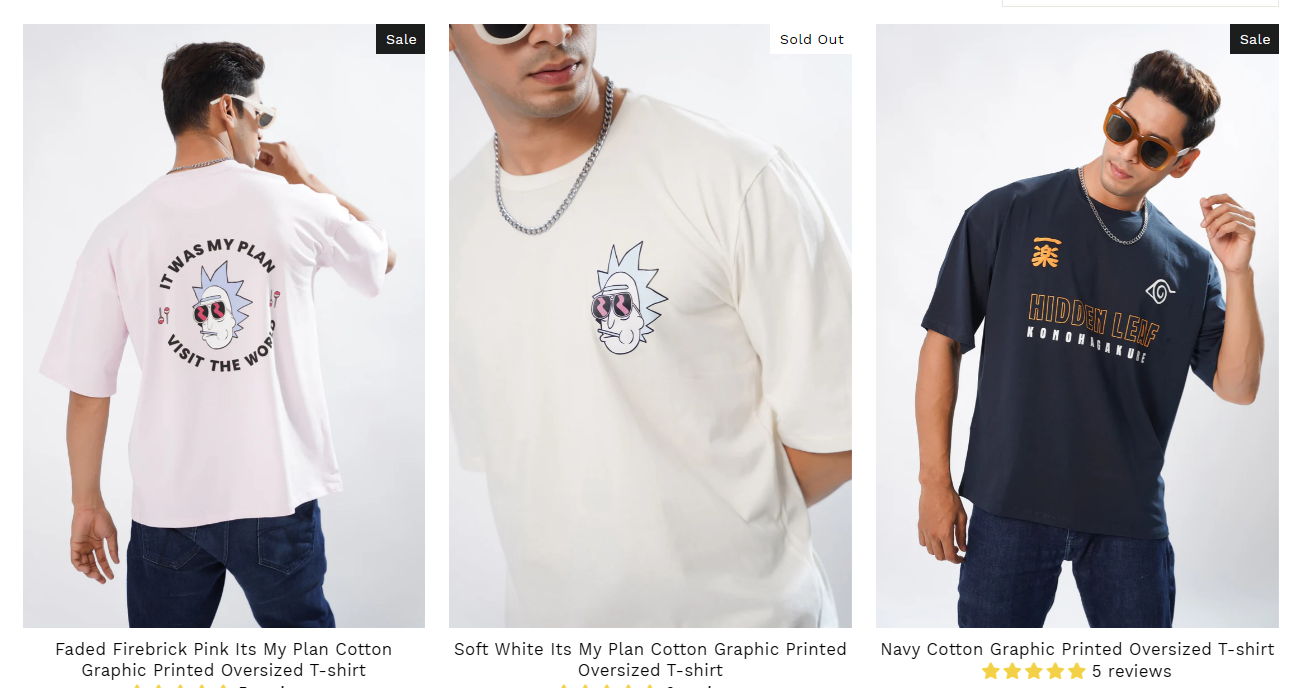 Sale
Sold Out
Sale
IT WAS MY PLAN
VISIT THE WORLD
一
楽
HIDDEN LEAF
KONOHAGAKURE
Faded Firebrick Pink Its My Plan Cotton
Graphic Printed Oversized T-shirt
Soft White Its My Plan Cotton Graphic Printed
Oversized T-shirt
Navy Cotton Graphic Printed Oversized T-shirt
5 reviews